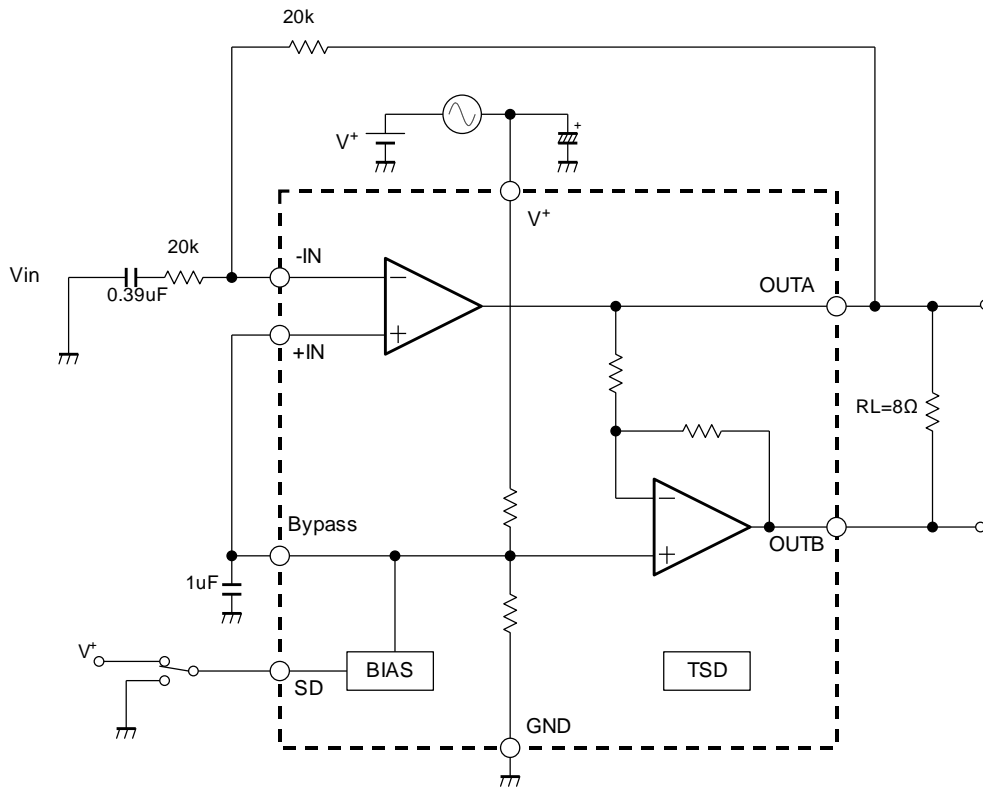 20k
+
V+
V+
20k
Vin
-IN
0.39uF
OUTA
+IN
RL=8Ω
Bypass
OUTB
1uF
V+
BIAS
TSD
SD
GND